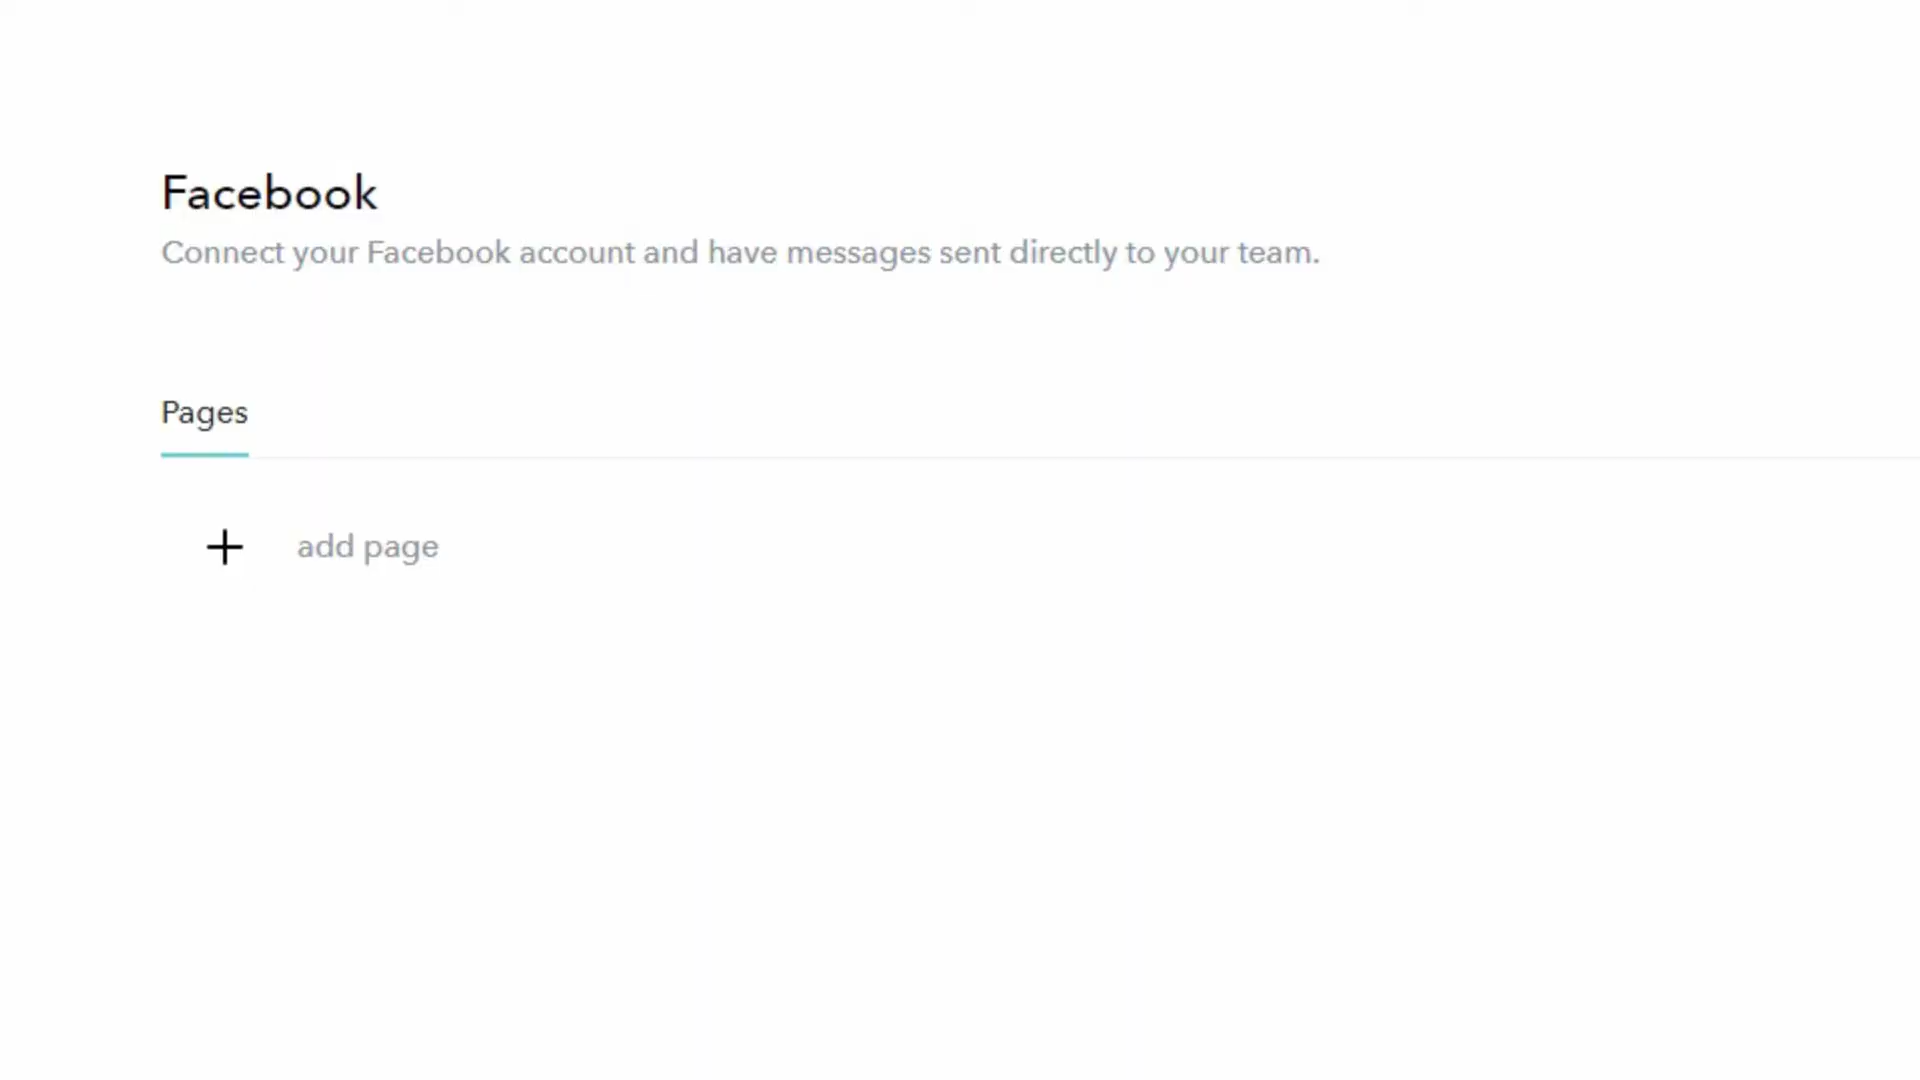 Facebook
Connect your Facebook account and have messages sent directly to your team.
Pages
add page